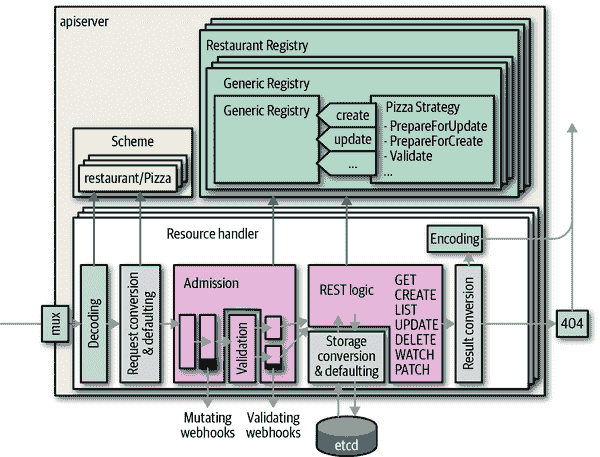 apiserver
Restaurant Registry
Generic Registry
Generic Registry
create
update
...
Pizza Strategy
- PrepareForUpdate
- PrepareForCreate
- Validate
...
Scheme
restaurant/Pizza
Resource handler
Encoding
mux
Decoding
Request conversion
& defaulting
Admission
Validation
REST logic
GET
CREATE
LIST
UPDATE
DELETE
WATCH
PATCH
Storage
conversion
& defaulting
Result conversion
404
Mutating
webhooks
Validating
webhooks
etcd